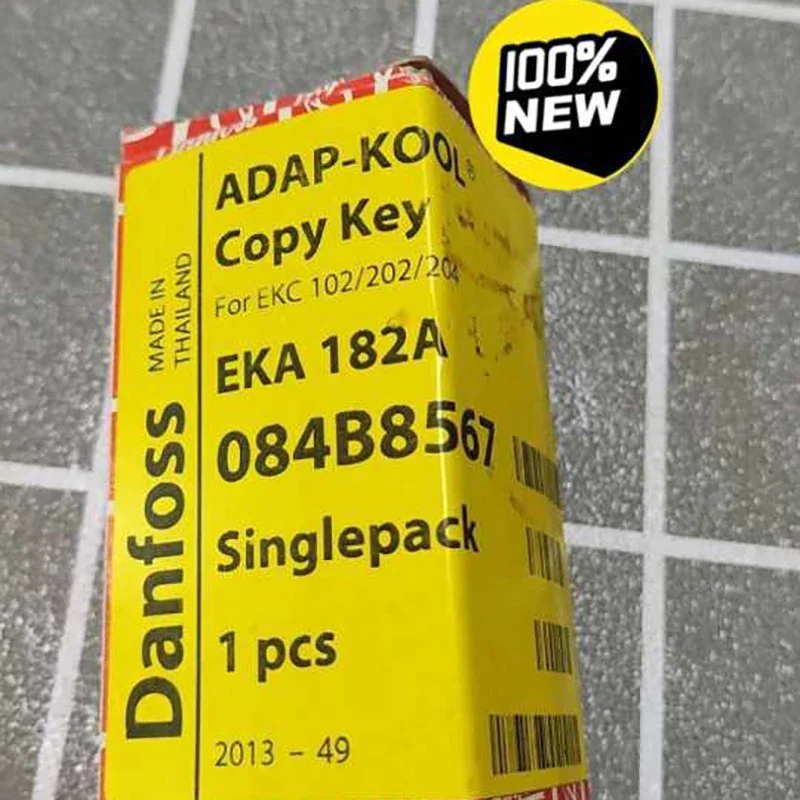 100%
NEW
ADAP-KOOL®
Copy Key
For EKC 102/202/204
EKA 182A
084B8567
Singlepack
1 pcs
2013 - 49
MADE IN
THAILAND
Danfoss